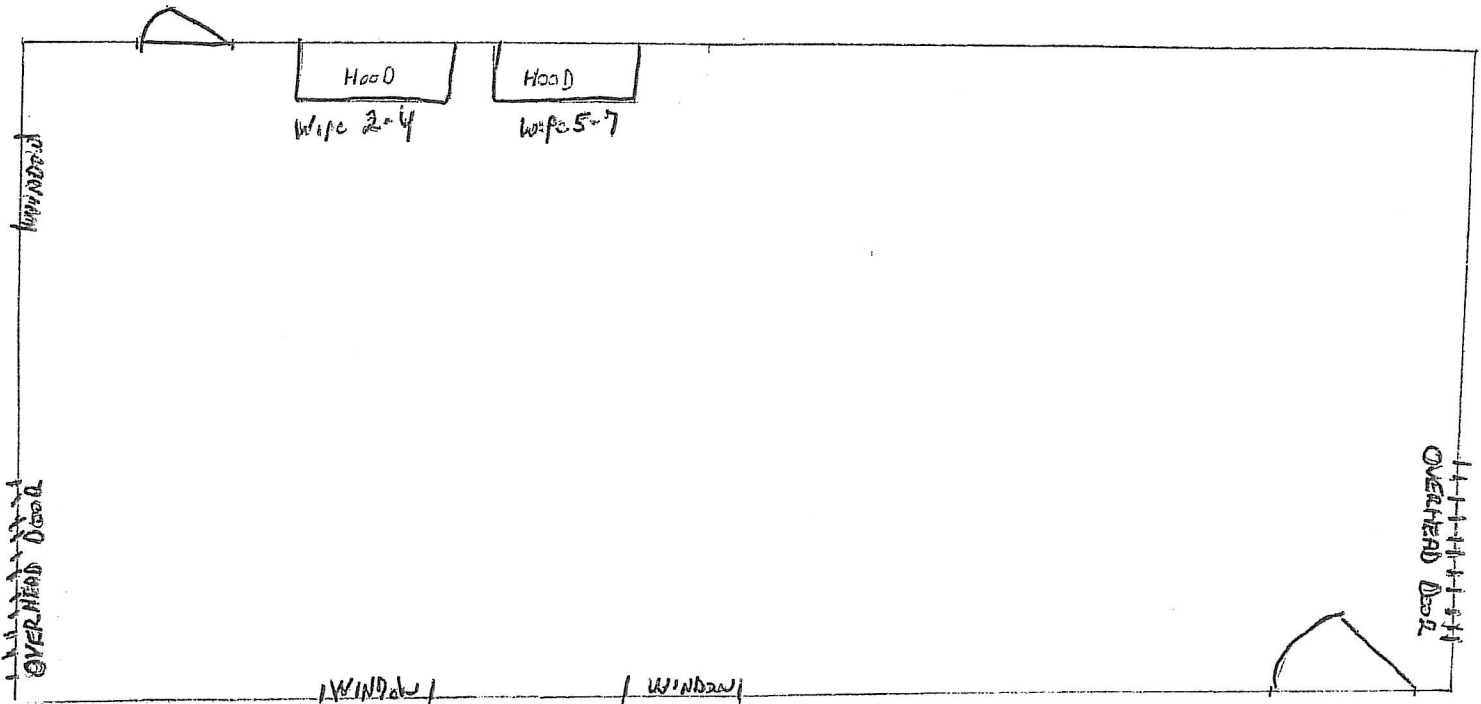 HooD
HooD
Wipe 2-4
Wipe 5-7
WINDOW
OVERHEAD DOOR
OVERHEAD DOOR
WINDOW
WINDOW